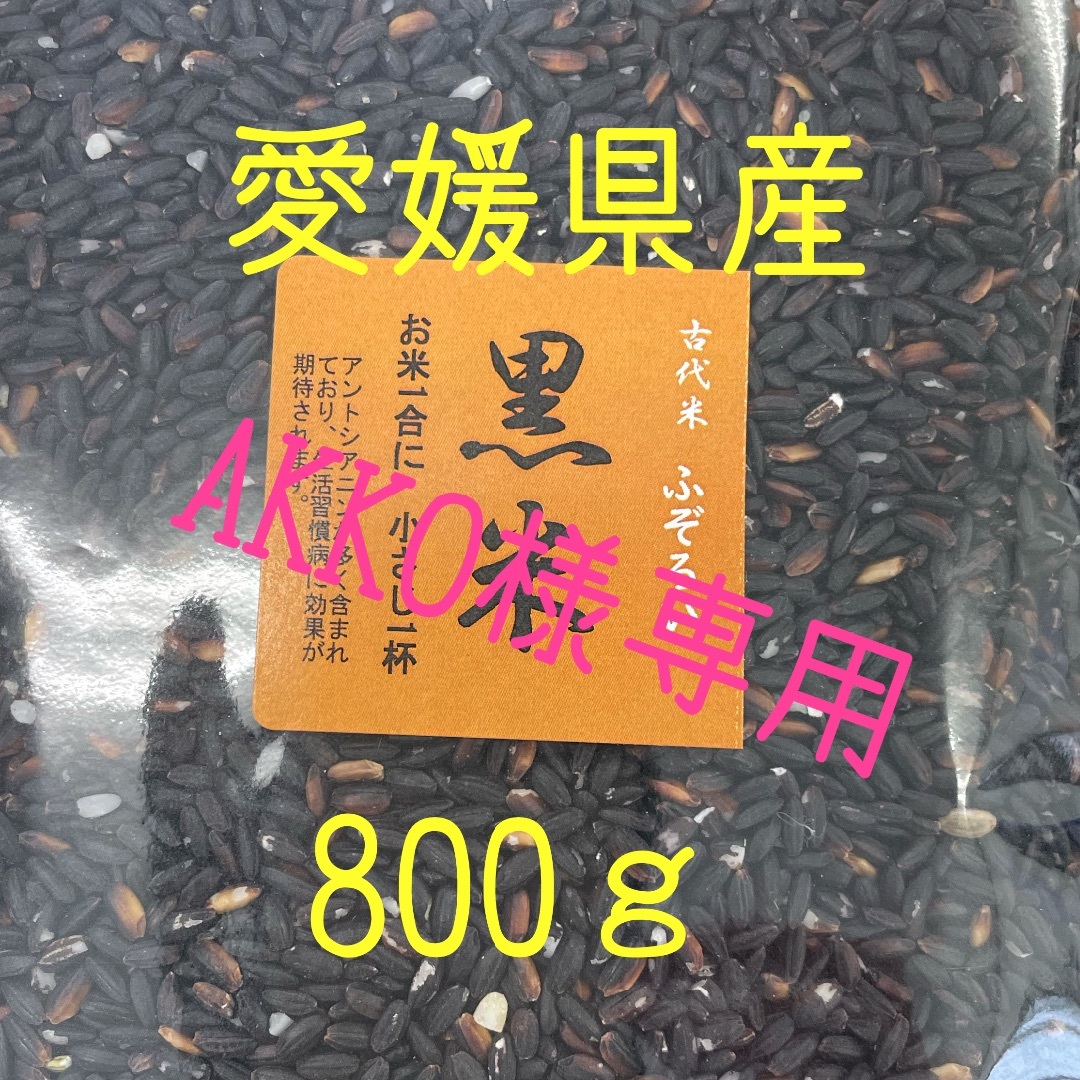 愛媛県産
古代米 ふぞろい
黒米
お米一合に 小さじ一杯
アントシアニンが多く含まれ
ており、生活習慣病に効果が
期待されます。
AKKO様専用
800g